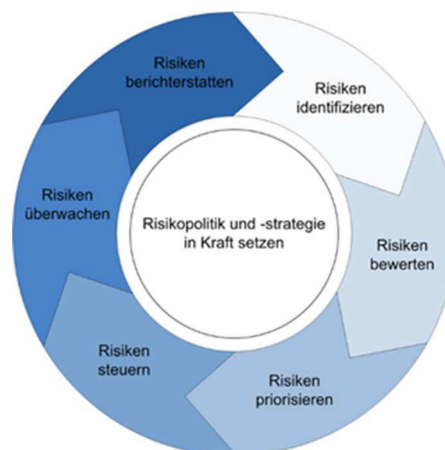 Risiken
berichterstatten
Risiken
identifizieren
Risiken
überwachen
Risikopolitik und -strategie
in Kraft setzen
Risiken
bewerten
Risiken
steuern
Risiken
priorisieren